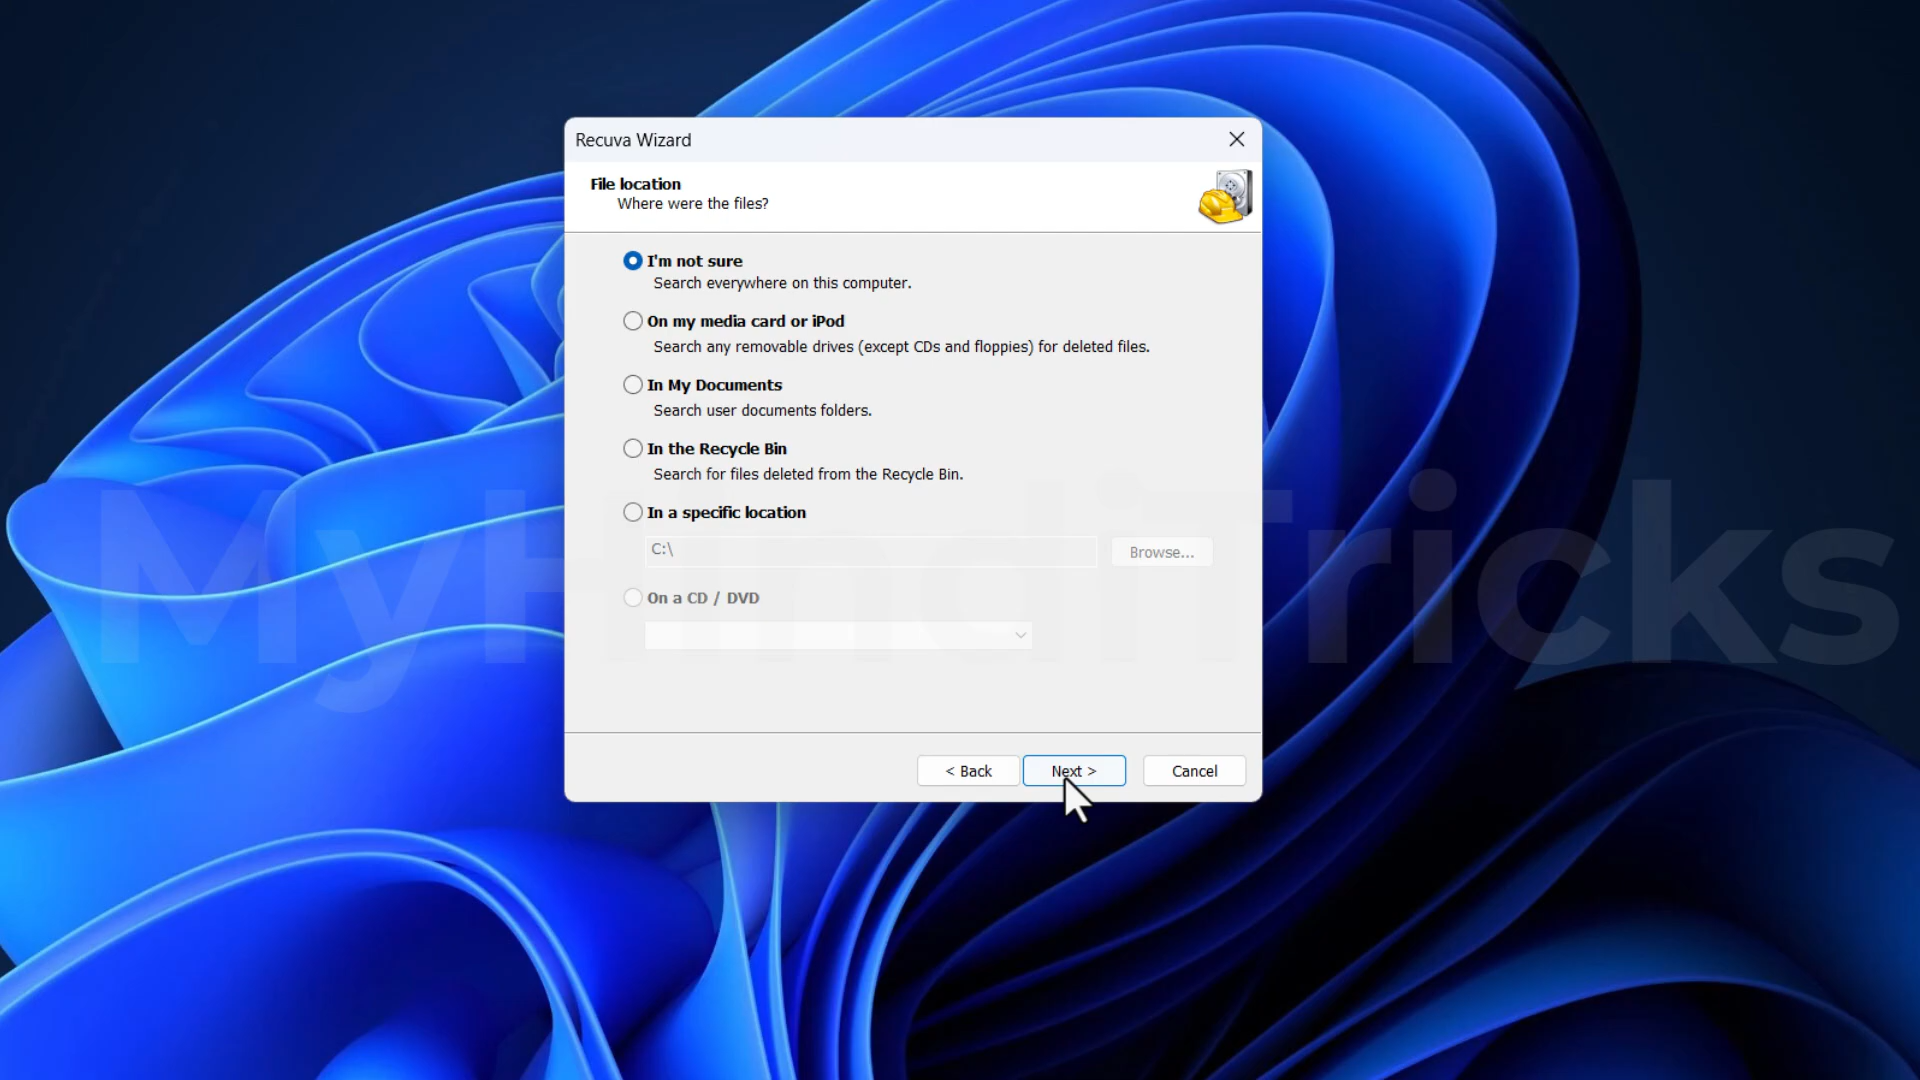 Recuva Wizard
File location
Where were the files?
I'm not sure
Search everywhere on this computer.
On my media card or iPod
Search any removable drives (except CDs and floppies) for deleted files.
In My Documents
Search user documents folders.
In the Recycle Bin
Search for files deleted from the Recycle Bin.
In a specific location
C:\
Browse...
On a CD / DVD
MyHindiTricks
< Back
Next >
Cancel